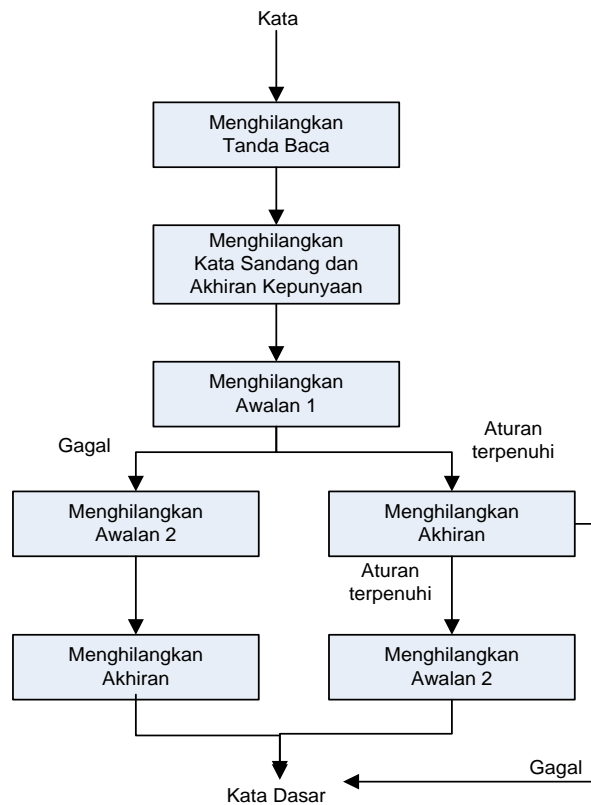 Kata
Menghilangkan
Tanda Baca
Menghilangkan
Kata Sandang dan
Akhiran Kepunyaan
Menghilangkan
Awalan 1
Gagal
Aturan
terpenuhi
Menghilangkan
Awalan 2
Menghilangkan
Akhiran
Aturan
terpenuhi
Menghilangkan
Akhiran
Menghilangkan
Awalan 2
Gagal
Kata Dasar